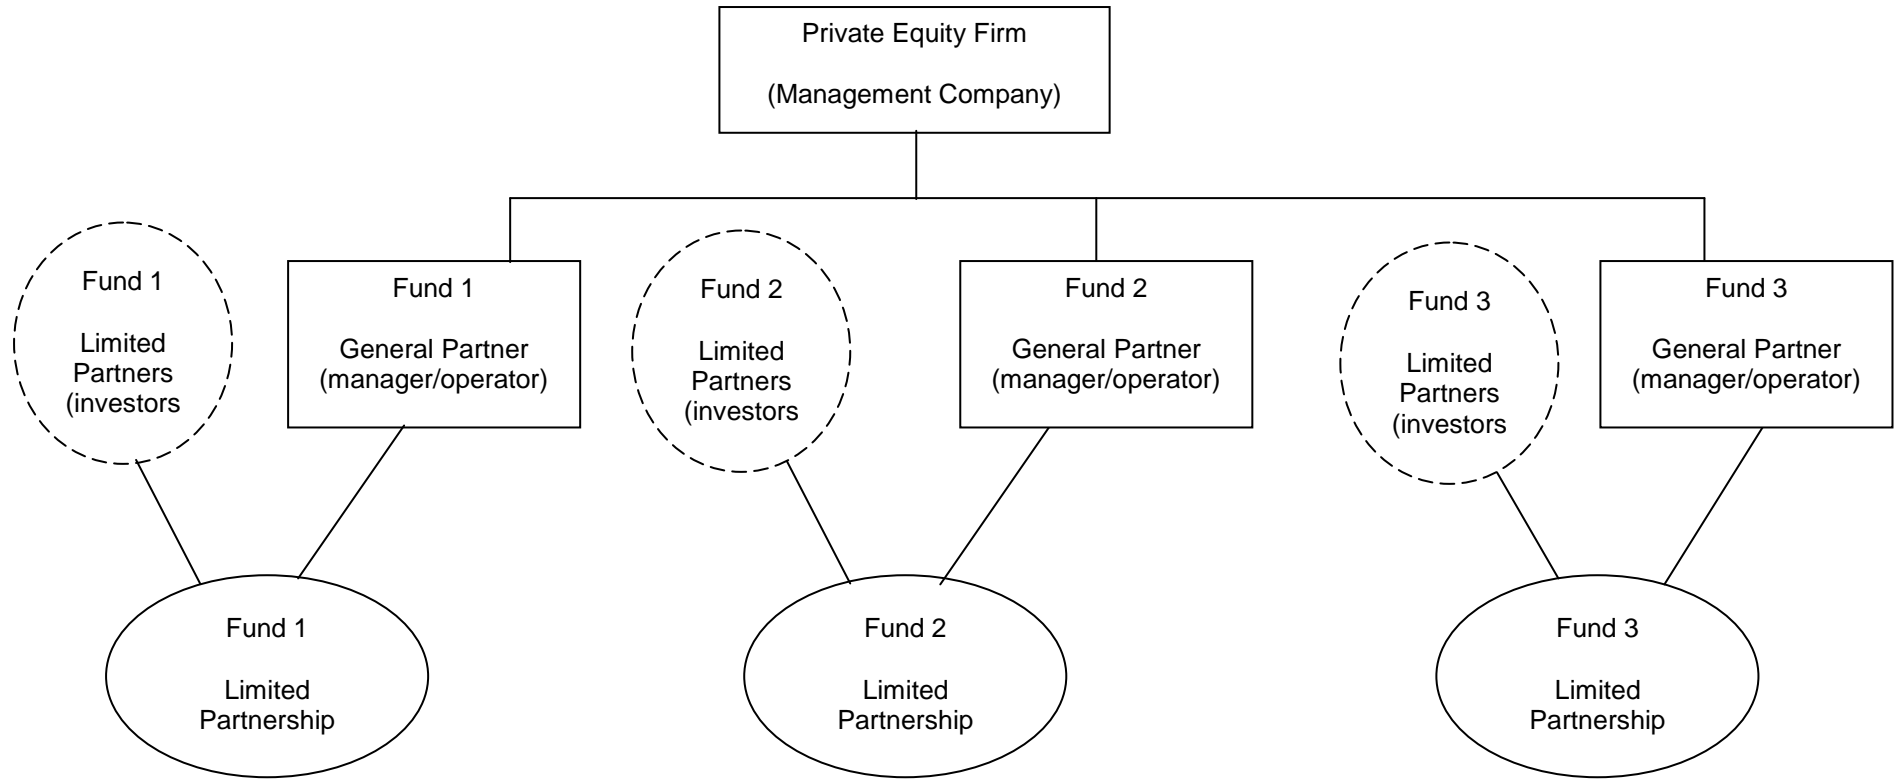 Private Equity Firm
(Management Company)
Fund 1
Limited
Partners
(investors
Fund 1
General Partner
(manager/operator)
Fund 2
Limited
Partners
(investors
Fund 2
General Partner
(manager/operator)
Fund 3
Limited
Partners
(investors
Fund 3
General Partner
(manager/operator)
Fund 1
Limited
Partnership
Fund 2
Limited
Partnership
Fund 3
Limited
Partnership